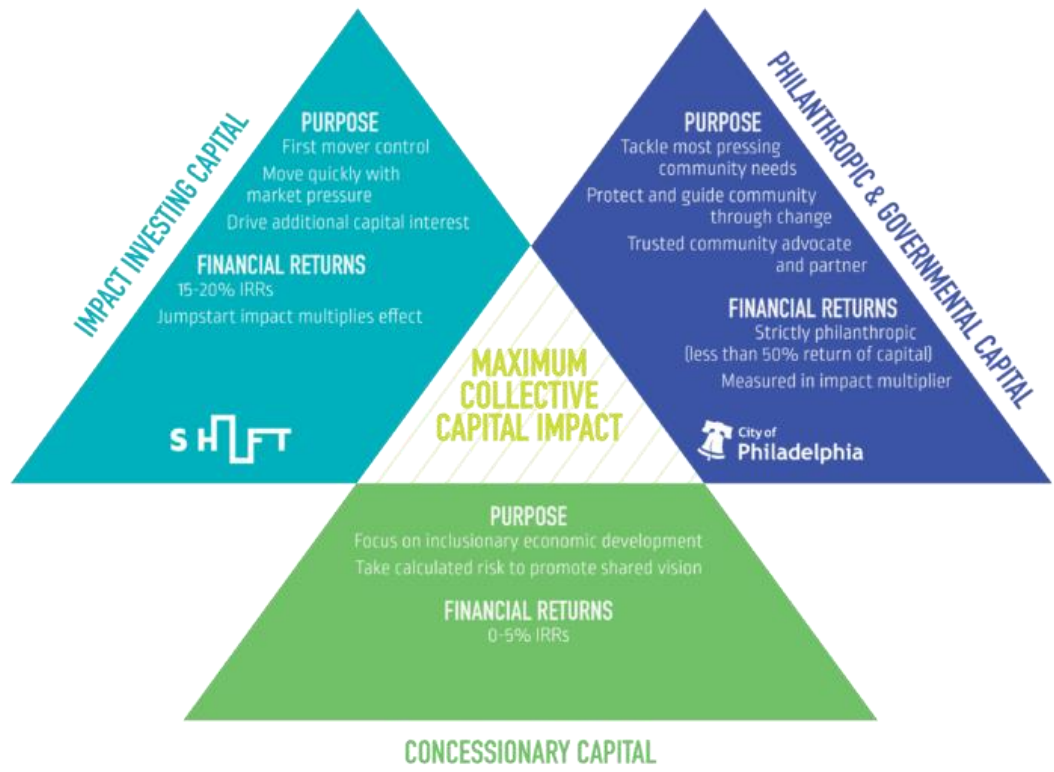 IMPACT INVESTING CAPITAL
PURPOSE
First mover control
Move quickly with
market pressure
Drive additional capital interest
FINANCIAL RETURNS
15-20% IRRs
Jumpstart impact multiplies effect
SHIFT
PHILANTHROPIC & GOVERNMENTAL CAPITAL
PURPOSE
Tackle most pressing
community needs
Protect and guide community
through change
Trusted community advocate
and partner
FINANCIAL RETURNS
Strictly philanthropic
(less than 50% return of capital)
Measured in impact multiplier
City of
Philadelphia
MAXIMUM
COLLECTIVE
CAPITAL IMPACT
PURPOSE
Focus on inclusionary economic development
Take calculated risk to promote shared vision
FINANCIAL RETURNS
0-5% IRRs
CONCESSIONARY CAPITAL